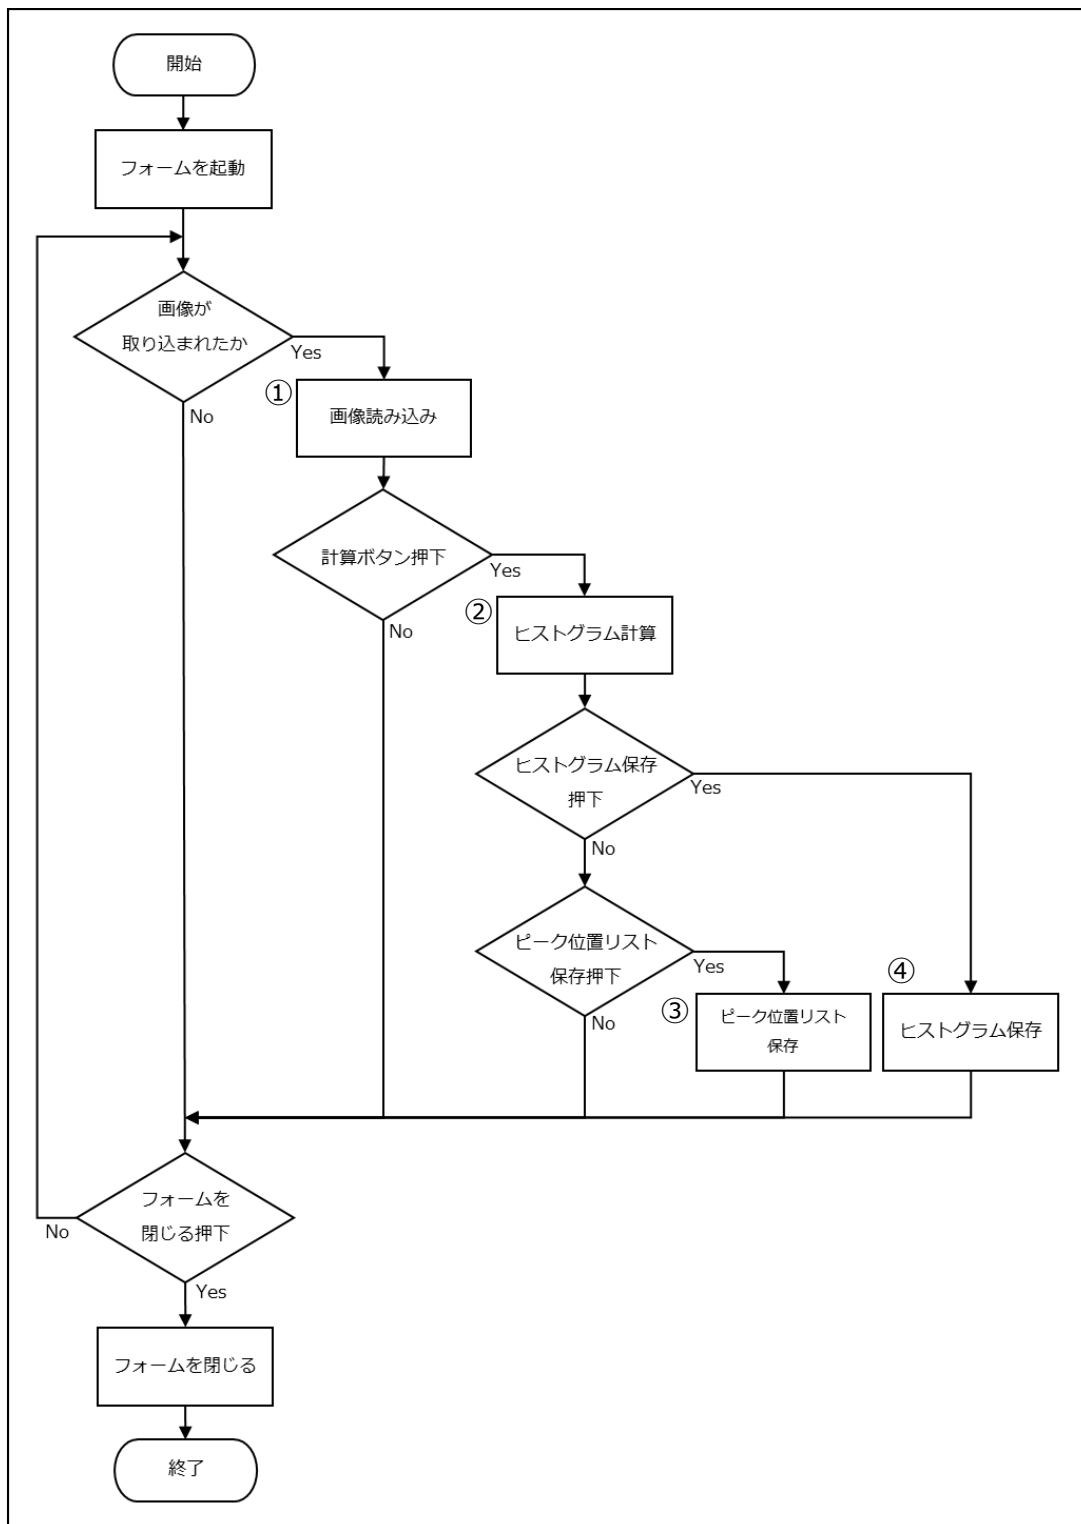 開始
フォームを起動
画像が
取り込まれたか
Yes
No
①
画像読み込み
計算ボタン押下
Yes
No
②
ヒストグラム計算
ヒストグラム保存
押下
Yes
No
ピーク位置リスト
保存押下
Yes
No
③
ピーク位置リスト
保存
④
ヒストグラム保存
フォームを
閉じる押下
No
Yes
フォームを閉じる
終了